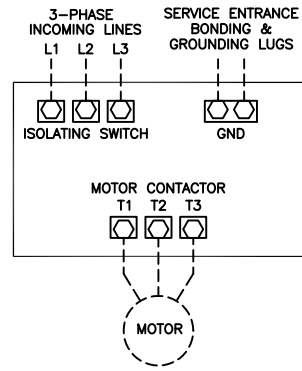 3-PHASE
INCOMING LINES
L1 L2 L3
SERVICE ENTRANCE
BONDING &
GROUNDING LUGS
ISOLATING SWITCH
GND
MOTOR CONTACTOR
T1 T2 T3
MOTOR